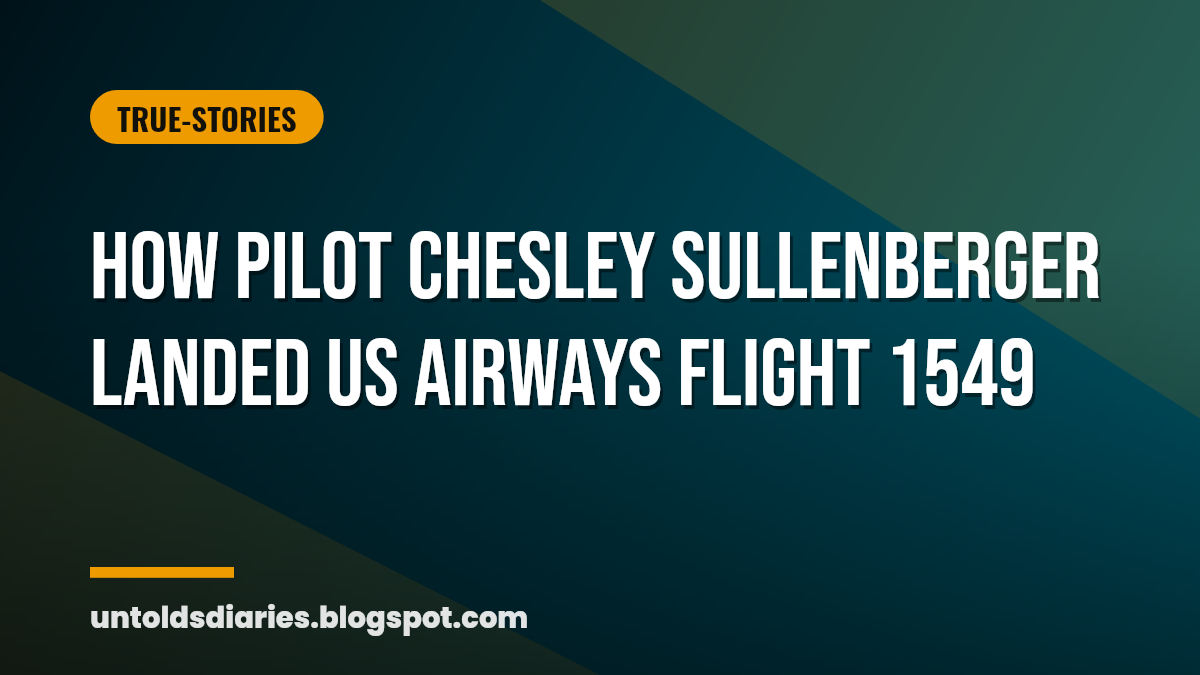 TRUE-STORIES
HOW PILOT CHESLEY SULLENBERGER
LANDED US AIRWAYS FLIGHT 1549
untoldsdiaries.blogspot.com